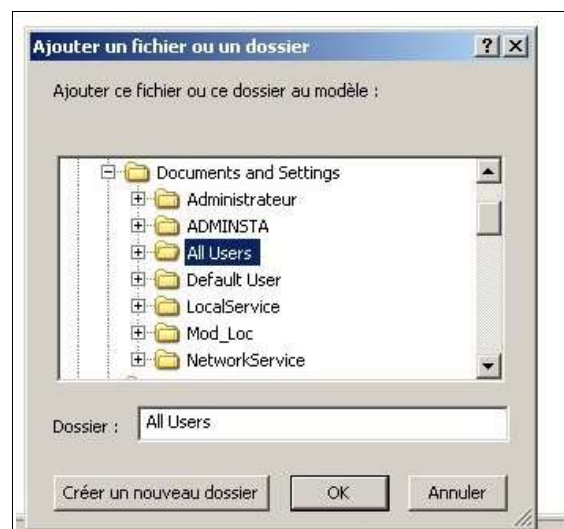 Ajouter un fichier ou un dossier
Ajouter ce fichier ou ce dossier au modèle :
Documents and Settings
Administrateur
ADMINSTA
All Users
Default User
LocalService
Mod_Loc
NetworkService
Dossier : All Users
Créer un nouveau dossier OK Annuler